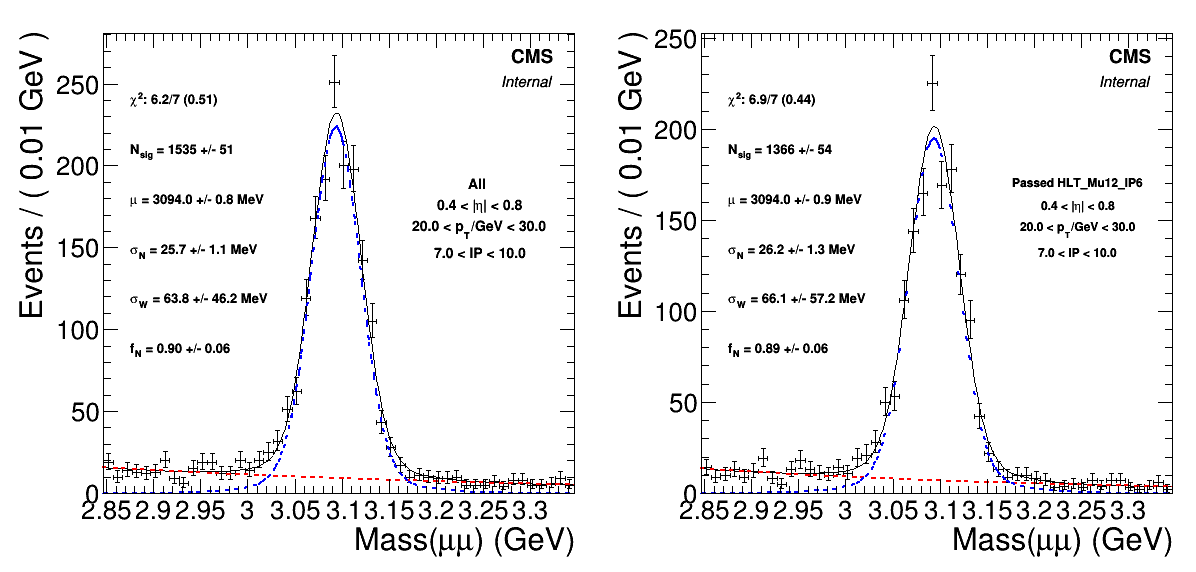 Events / ( 0.01 GeV )
250
200
150
100
50
0
CMS
Internal
χ²: 6.2/7 (0.51)
N_sig = 1535 +/- 51
μ = 3094.0 +/- 0.8 MeV
σ_N = 25.7 +/- 1.1 MeV
σ_W = 63.8 +/- 46.2 MeV
f_N = 0.90 +/- 0.06
All
0.4 < |η| < 0.8
20.0 < p_T/GeV < 30.0
7.0 < IP < 10.0
2.85 2.9 2.95 3 3.05 3.1 3.15 3.2 3.25 3.3
Mass(μμ) (GeV)
Events / ( 0.01 GeV )
250
200
150
100
50
0
CMS
Internal
χ²: 6.9/7 (0.44)
N_sig = 1366 +/- 54
μ = 3094.0 +/- 0.9 MeV
σ_N = 26.2 +/- 1.3 MeV
σ_W = 66.1 +/- 57.2 MeV
f_N = 0.89 +/- 0.06
Passed HLT_Mu12_IP6
0.4 < |η| < 0.8
20.0 < p_T/GeV < 30.0
7.0 < IP < 10.0
2.85 2.9 2.95 3 3.05 3.1 3.15 3.2 3.25 3.3
Mass(μμ) (GeV)